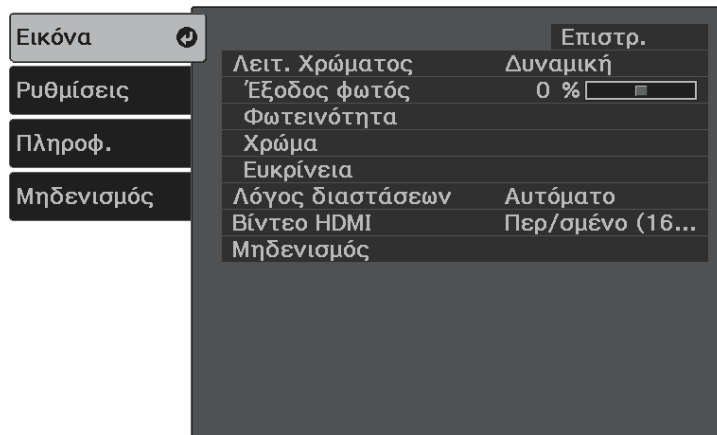 Εικόνα
Ρυθμίσεις
Πληροφ.
Μηδενισμός
Επιστρ.
Λειτ. Χρώματος Δυναμική
Έξοδος φωτός 0 %
Φωτεινότητα
Χρώμα
Ευκρίνεια
Λόγος διαστάσεων Αυτόματο
Βίντεο HDMI Περ/σμένο (16...
Μηδενισμός